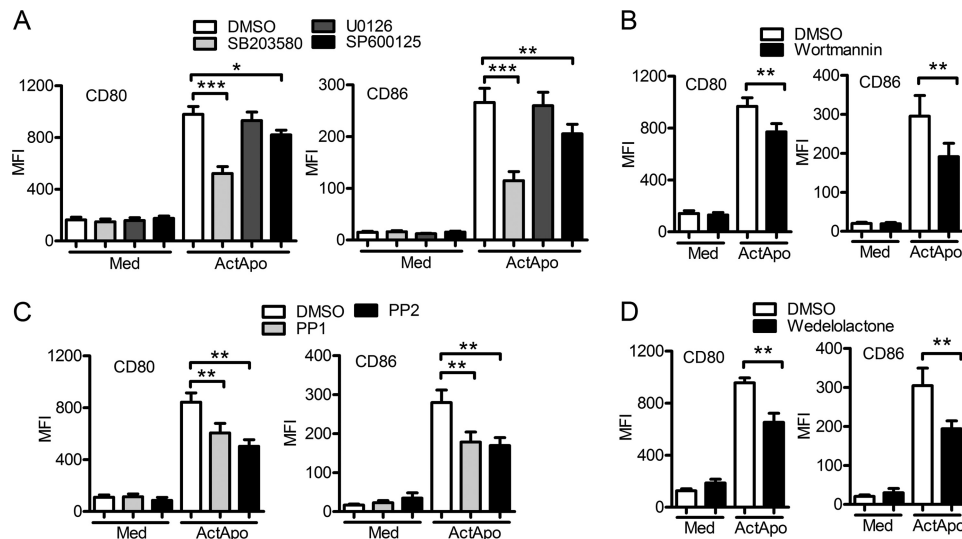 A
DMSO U0126
SB203580 SP600125
1200
800
400
0
MFI
CD80
***
*
Med ActApo
300
200
100
0
MFI
CD86
***
**
Med ActApo
B
DMSO
Wortmannin
1200
800
400
0
MFI
CD80
**
Med ActApo
400
300
200
100
0
MFI
CD86
**
Med ActApo
C
DMSO PP2
PP1
1200
800
400
0
MFI
CD80
**
**
Med ActApo
400
300
200
100
0
MFI
CD86
**
**
Med ActApo
D
DMSO
Wedelolactone
1200
800
400
0
MFI
CD80
**
Med ActApo
400
300
200
100
0
MFI
CD86
**
Med ActApo